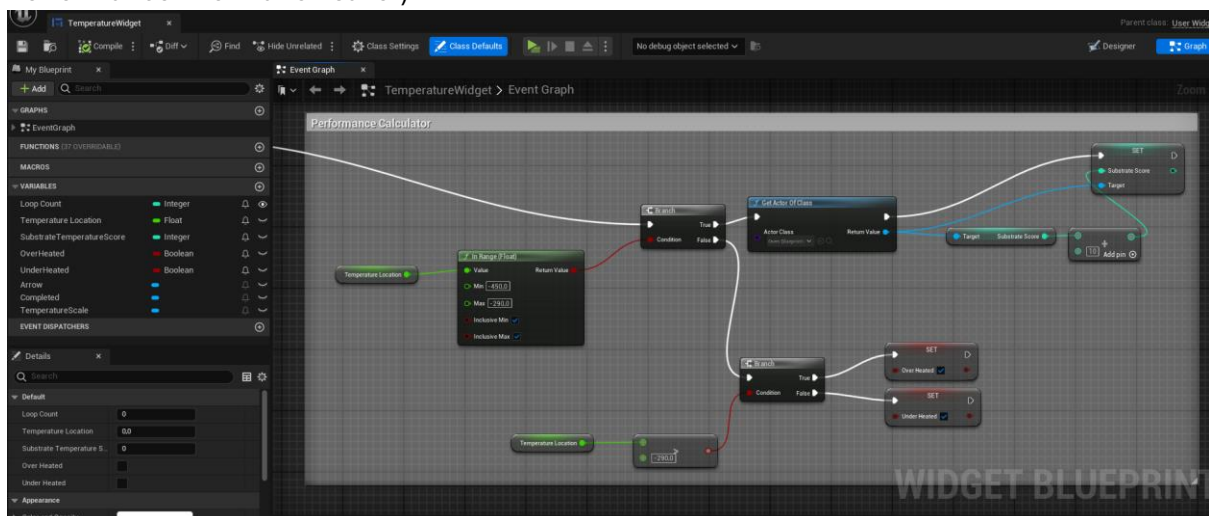 TemperatureWidget
Parent class: User Widg
Compile
Diff
Find
Hide Unrelated
Class Settings
Class Defaults
No debug object selected
Designer
Graph
My Blueprint
Event Graph
+ Add
Search
TemperatureWidget > Event Graph
Zoom
GRAPHS
EventGraph
FUNCTIONS (37 OVERRIDABLE)
MACROS
VARIABLES
Loop Count Integer
Temperature Location Float
SubstrateTemperatureScore Integer
OverHeated Boolean
UnderHeated Boolean
Arrow
Completed
TemperatureScale
EVENT DISPATCHERS
Details
Search
Default
Loop Count 0
Temperature Location 0,0
Substrate Temperature S.. 0
Over Heated
Under Heated
Appearance
Performance Calculator
Temperature Location
In Range (Float)
Value Return Value
Min -450,0
Max -290,0
Inclusive Min
Inclusive Max
Branch
True
Condition False
Get Actor Of Class
Actor Class Return Value
Target Substrate Score
+
10 Add pin
SET
Substrate Score
Target
Branch
True
Condition False
SET
Over Heated
SET
Under Heated
Temperature Location
>
-290,0
WIDGET BLUEPRINT